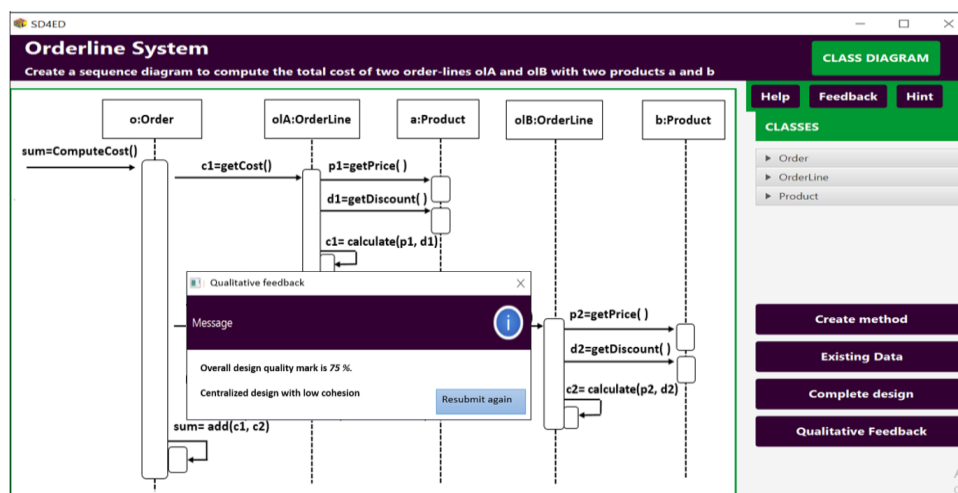 SD4ED
Orderline System
Create a sequence diagram to compute the total cost of two order-lines olA and olB with two products a and b
CLASS DIAGRAM
Help
Feedback
Hint
CLASSES
Order
OrderLine
Product
Create method
Existing Data
Complete design
Qualitative Feedback
o:Order
olA:OrderLine
a:Product
olB:OrderLine
b:Product
sum=ComputeCost()
c1=getCost()
p1=getPrice( )
d1=getDiscount( )
c1= calculate(p1, d1)
p2=getPrice( )
d2=getDiscount( )
c2= calculate(p2, d2)
sum= add(c1, c2)
Qualitative feedback
Message
i
Overall design quality mark is 75 %.
Centralized design with low cohesion
Resubmit again